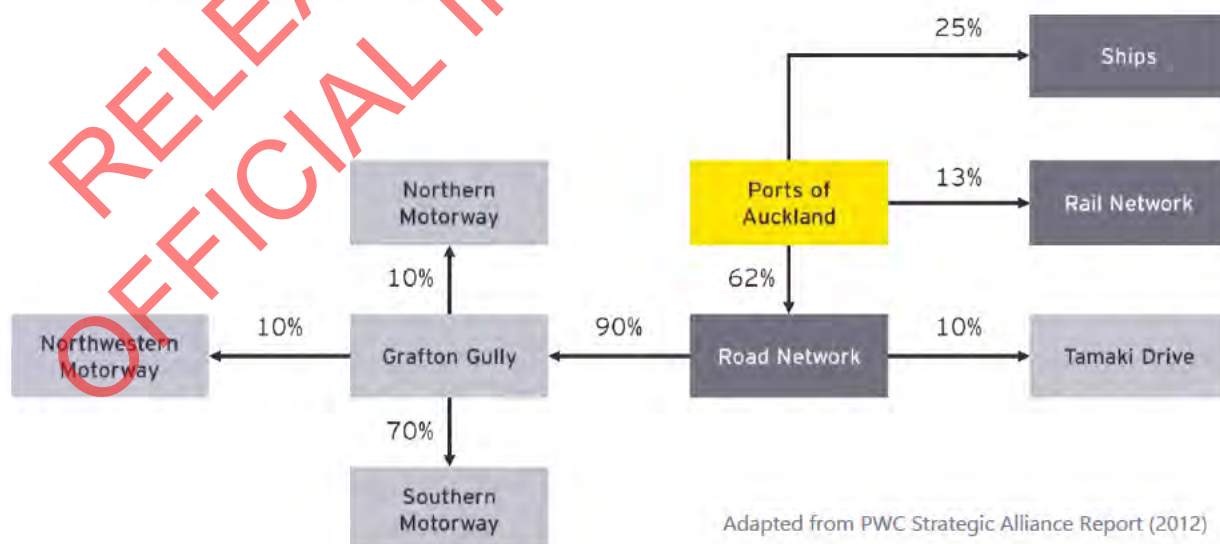 25%
Ships
Ports of
Auckland
13%
Rail Network
Northern
Motorway
10%
62%
Northwestern
Motorway
10%
Grafton Gully
90%
Road Network
10%
Tamaki Drive
70%
Southern
Motorway
Adapted from PWC Strategic Alliance Report (2012)
OFFICIAL